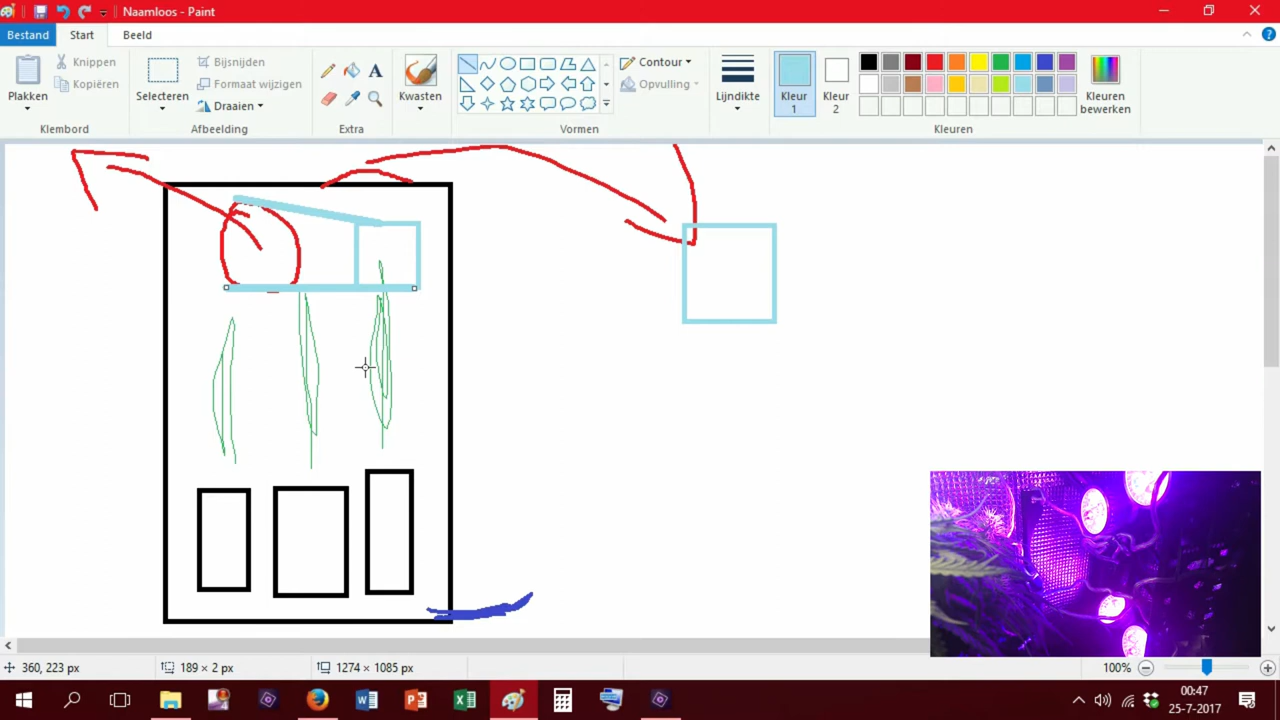 Naamloos - Paint
Bestand Start Beeld
Plakken
Knippen
Kopiëren
Klembord
Selecteren
Bijsnijden
Formaat wijzigen
Draaien
Afbeelding
A
Extra
Kwasten
Contour
Opvulling
Vormen
Lijndikte
Kleur 1
Kleur 2
Kleuren bewerken
Kleuren
360, 223 px
189 × 2 px
1274 × 1085 px
100%
00:47
25-7-2017